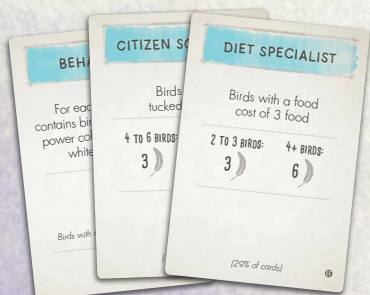 BEHA
For eac
contains bir
power col
white
Birds with
CITIZEN SC
Birds
tucked
4 TO 6 BIRDS:
3
DIET SPECIALIST
Birds with a food
cost of 3 food
2 TO 3 BIRDS: 4+ BIRDS:
3 6
(29% of cards)